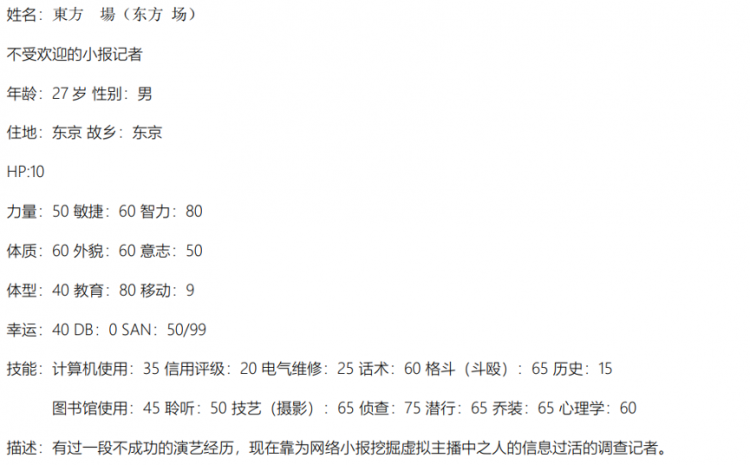 姓名：東方　場（东方 场）
不受欢迎的小报记者
年龄：27 岁 性别：男
住地：东京 故乡：东京
HP:10
力量：50 敏捷：60 智力：80
体质：60 外貌：60 意志：50
体型：40 教育：80 移动：9
幸运：40 DB：0 SAN：50/99
技能：计算机使用：35 信用评级：20 电气维修：25 话术：60 格斗（斗殴）：65 历史：15
图书馆使用：45 聆听：50 技艺（摄影）：65 侦查：75 潜行：65 乔装：65 心理学：60
描述：有过一段不成功的演艺经历，现在靠为网络小报挖掘虚拟主播中之人的信息过活的调查记者。